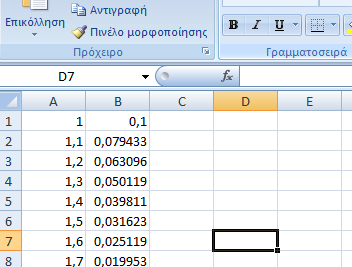 Επικόλληση
Αντιγραφή
Πινέλο μορφοποίησης
Πρόχειρο
B I U
Γραμματοσειρά
D7 fx
A B C D E
1 1 0,1
2 1,1 0,079433
3 1,2 0,063096
4 1,3 0,050119
5 1,4 0,039811
6 1,5 0,031623
7 1,6 0,025119
8 1,7 0,019953